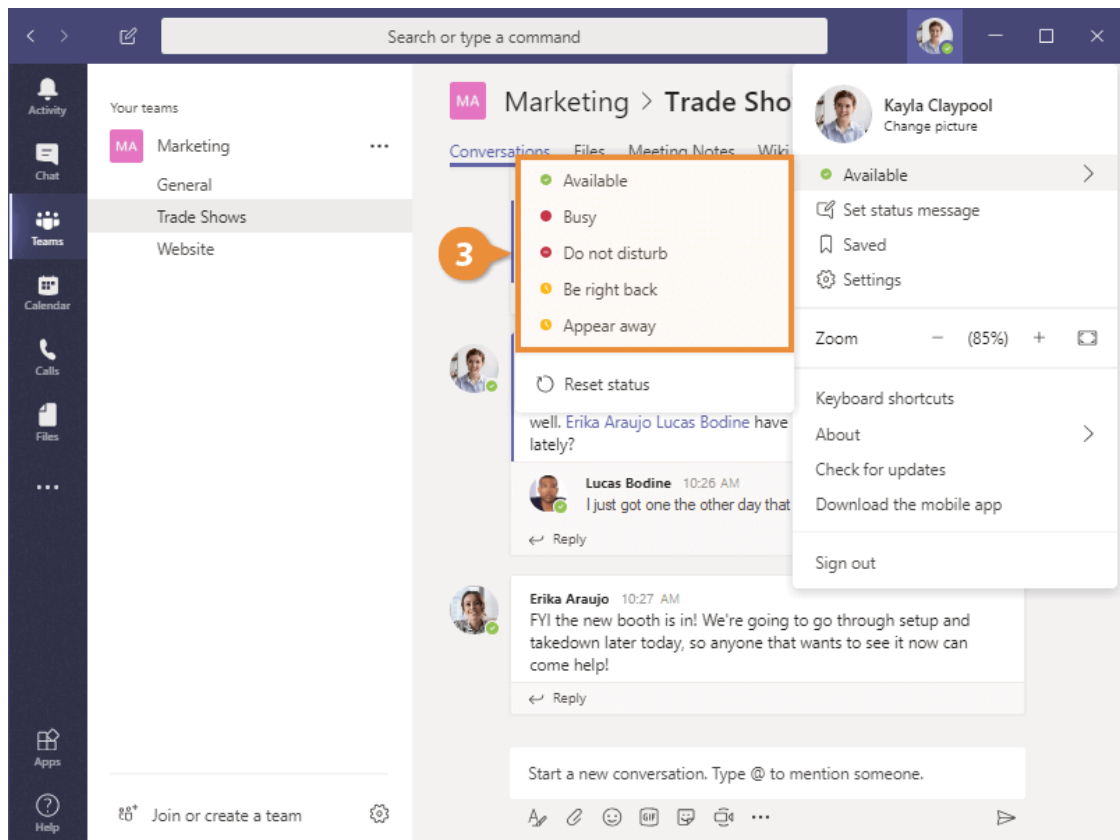 Search or type a command
Activity
Chat
Teams
Calendar
Calls
Files
Apps
Help
Your teams
MA Marketing
General
Trade Shows
Website
Join or create a team
MA Marketing > Trade Sho
Conversations Files Meeting Notes Wiki
3
Available
Busy
Do not disturb
Be right back
Appear away
Reset status
well. Erika Araujo Lucas Bodine have
lately?
Lucas Bodine 10:26 AM
I just got one the other day that
Reply
Erika Araujo 10:27 AM
FYI the new booth is in! We're going to go through setup and
takedown later today, so anyone that wants to see it now can
come help!
Reply
Start a new conversation. Type @ to mention someone.
GIF
Kayla Claypool
Change picture
Available
Set status message
Saved
Settings
Zoom − (85%) +
Keyboard shortcuts
About
Check for updates
Download the mobile app
Sign out